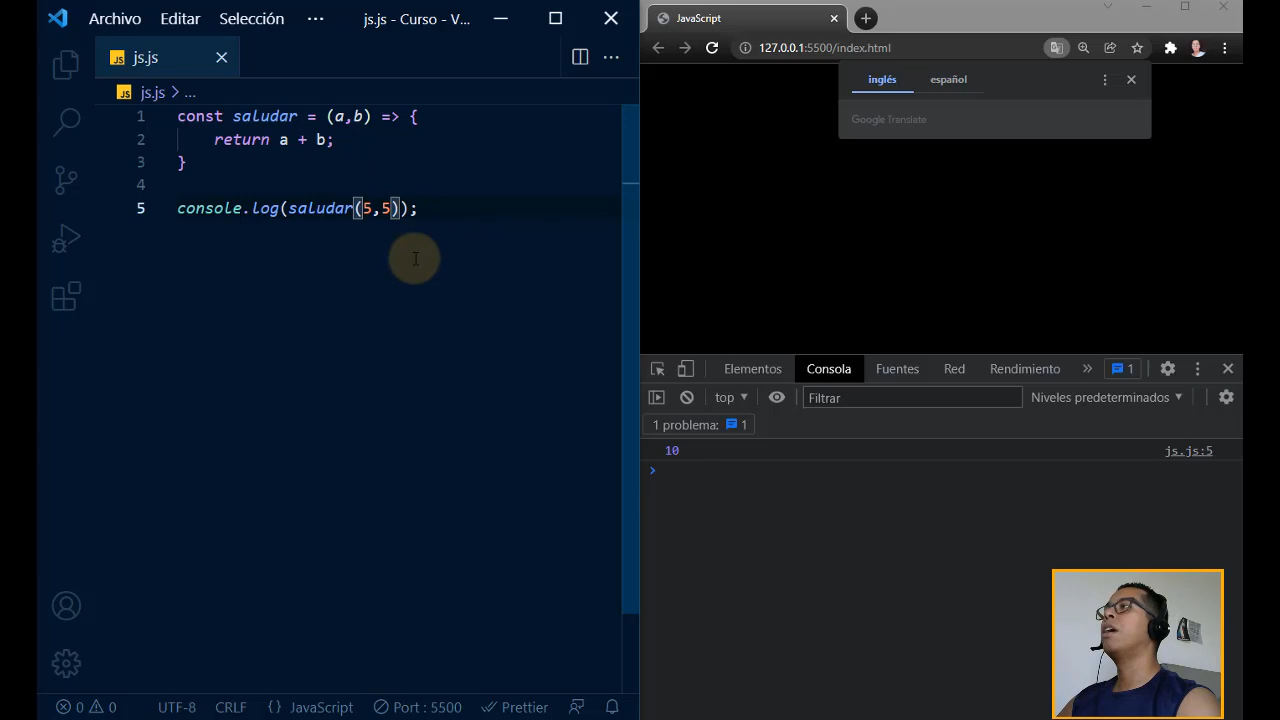 Archivo Editar Selección ··· js.js - Curso - V...
JS js.js
JS js.js > ...
1 const saludar = (a,b) => {
2 return a + b;
3 }
4
5 console.log(saludar(5,5));
0 0 UTF-8 CRLF {} JavaScript Port : 5500 Prettier
JavaScript
127.0.0.1:5500/index.html
inglés español
Google Translate
Elementos Consola Fuentes Red Rendimiento » 1
top Filtrar Niveles predeterminados
1 problema: 1
10 js.js:5
>